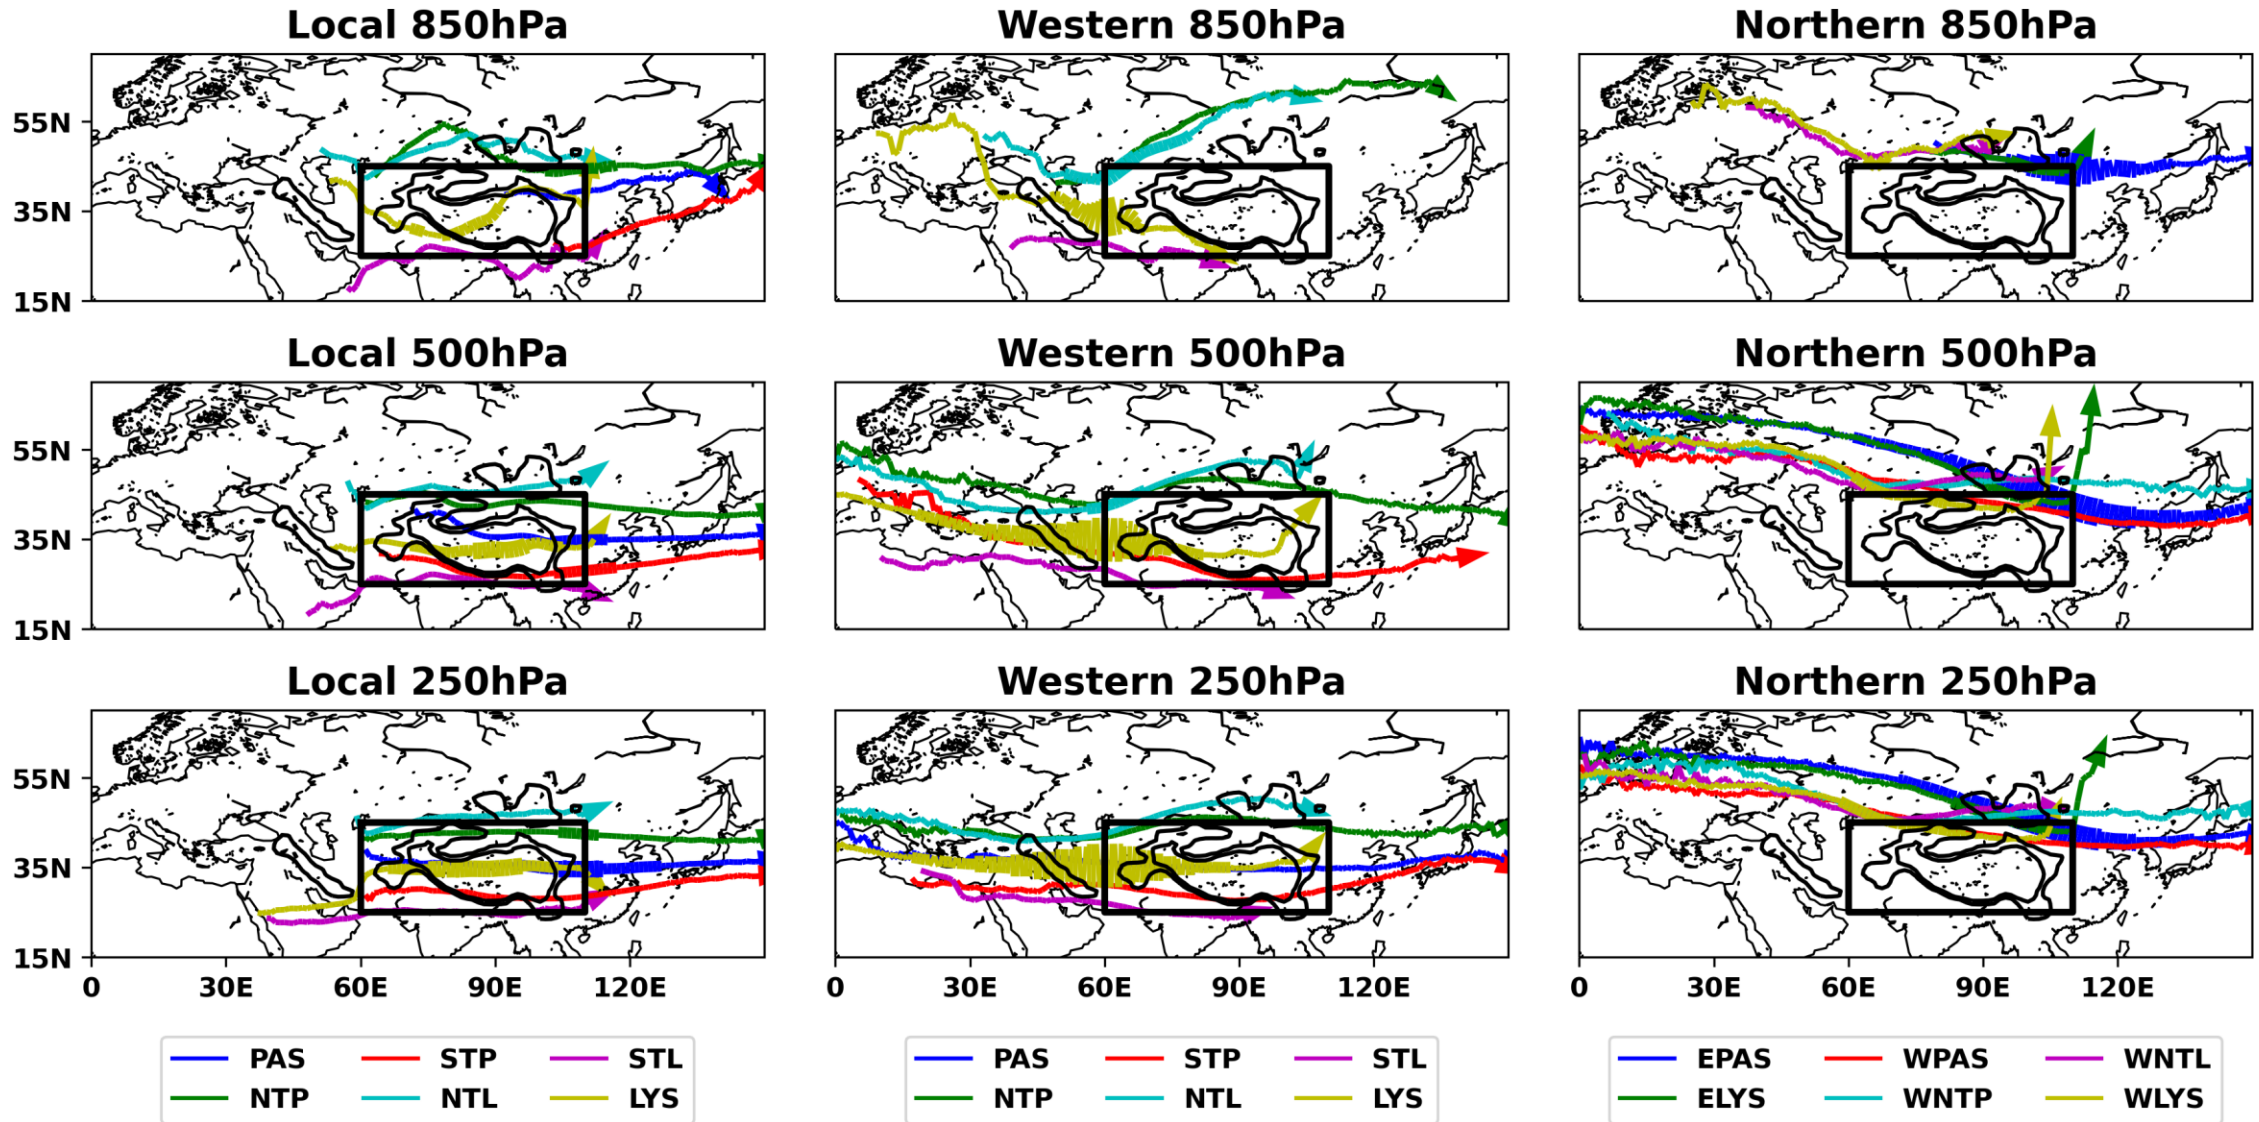 Local 850hPa Western 850hPa Northern 850hPa
55N
35N
15N
Local 500hPa Western 500hPa Northern 500hPa
55N
35N
15N
Local 250hPa Western 250hPa Northern 250hPa
55N
35N
15N
0 30E 60E 90E 120E 0 30E 60E 90E 120E 0 30E 60E 90E 120E
PAS STP STL PAS STP STL EPAS WPAS WNTL
NTP NTL LYS NTP NTL LYS ELYS WNTP WLYS